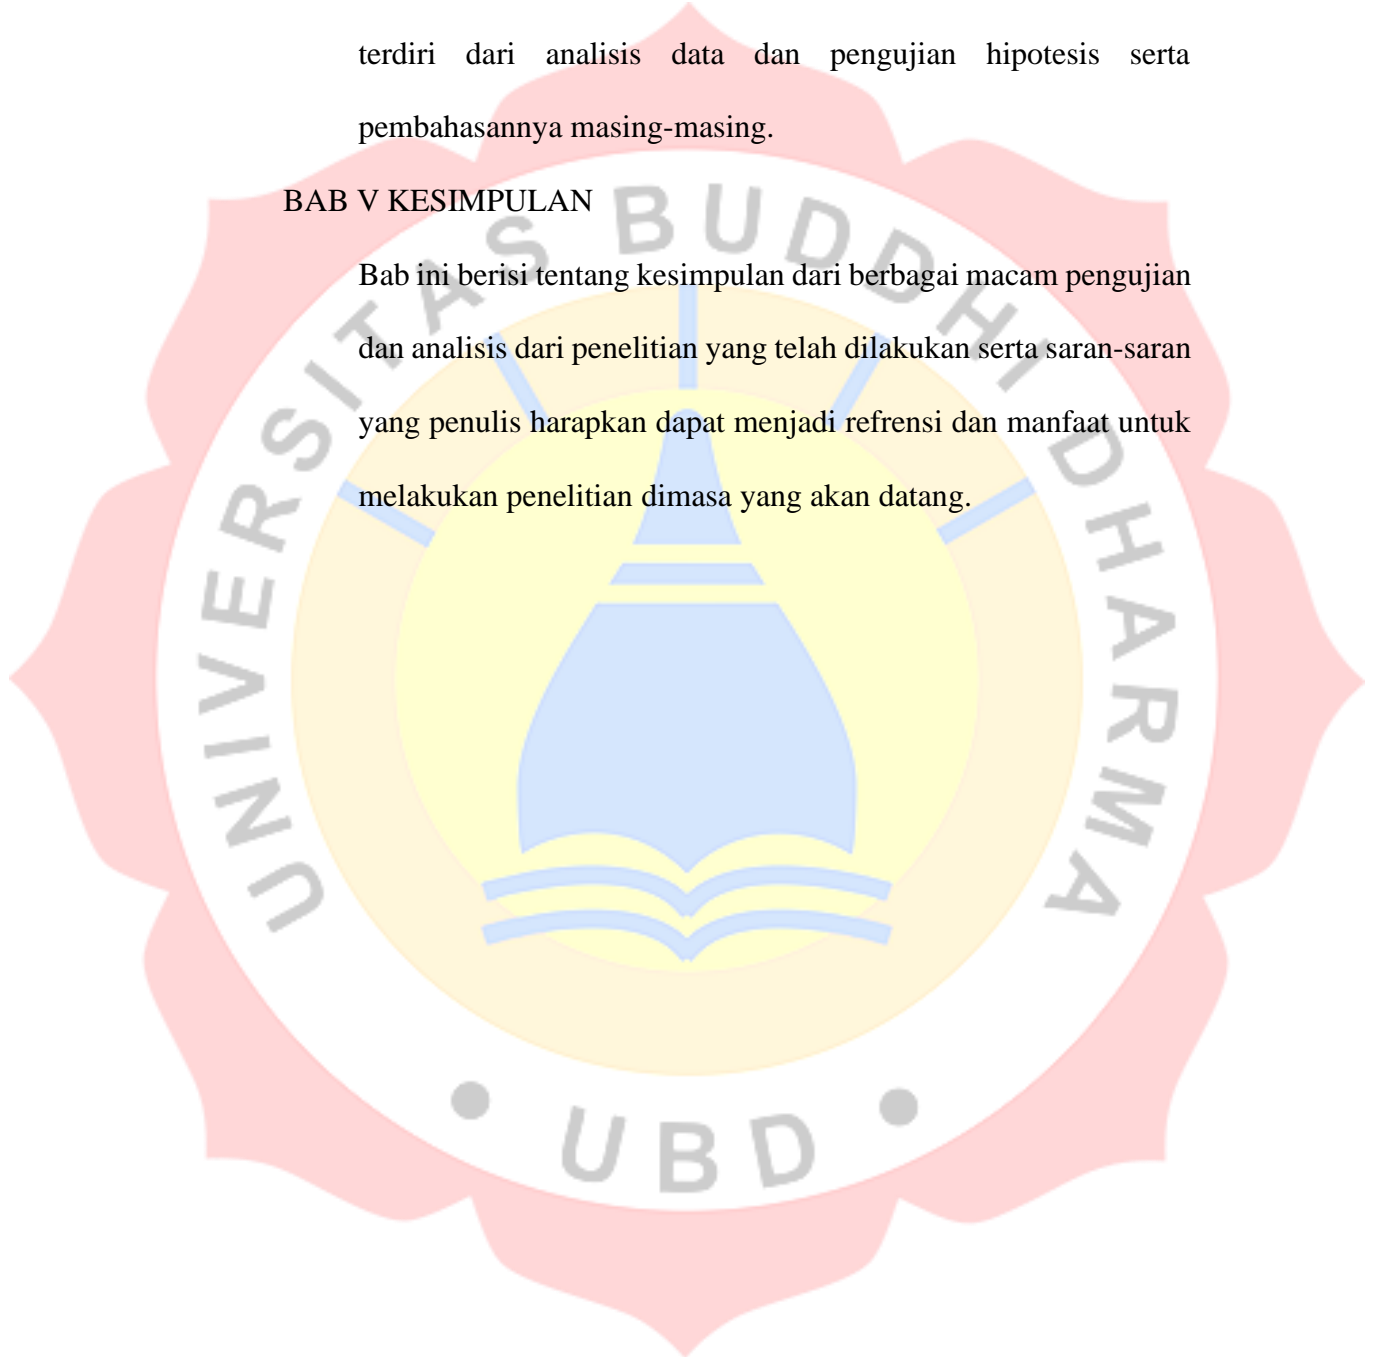 terdiri dari analisis data dan pengujian hipotesis serta
pembahasannya masing-masing.
BAB V KESIMPULAN
Bab ini berisi tentang kesimpulan dari berbagai macam pengujian
dan analisis dari penelitian yang telah dilakukan serta saran-saran
yang penulis harapkan dapat menjadi refrensi dan manfaat untuk
melakukan penelitian dimasa yang akan datang.
UNIVERSITAS BUDDHI DHARMA
• UBD •